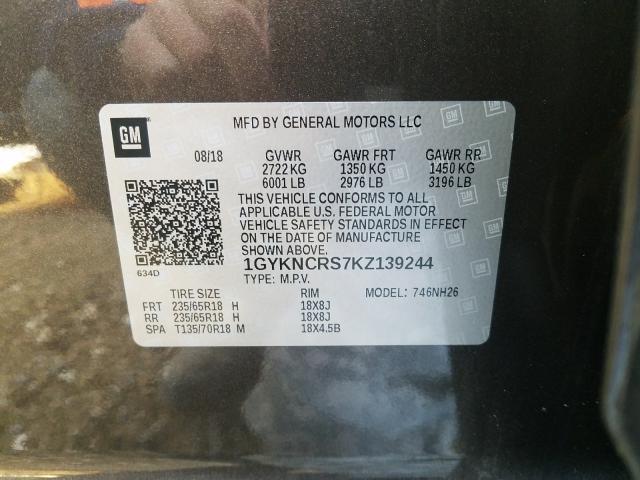 GM
MFD BY GENERAL MOTORS LLC
08/18 GVWR GAWR FRT GAWR RR
2722 KG 1350 KG 1450 KG
6001 LB 2976 LB 3196 LB
THIS VEHICLE CONFORMS TO ALL
APPLICABLE U.S. FEDERAL MOTOR
VEHICLE SAFETY STANDARDS IN EFFECT
ON THE DATE OF MANUFACTURE
SHOWN ABOVE.
634D 1GYKNCRS7KZ139244
TYPE: M.P.V.
TIRE SIZE RIM MODEL: 746NH26
FRT 235/65R18 H 18X8J
RR 235/65R18 H 18X8J
SPA T135/70R18 M 18X4.5B